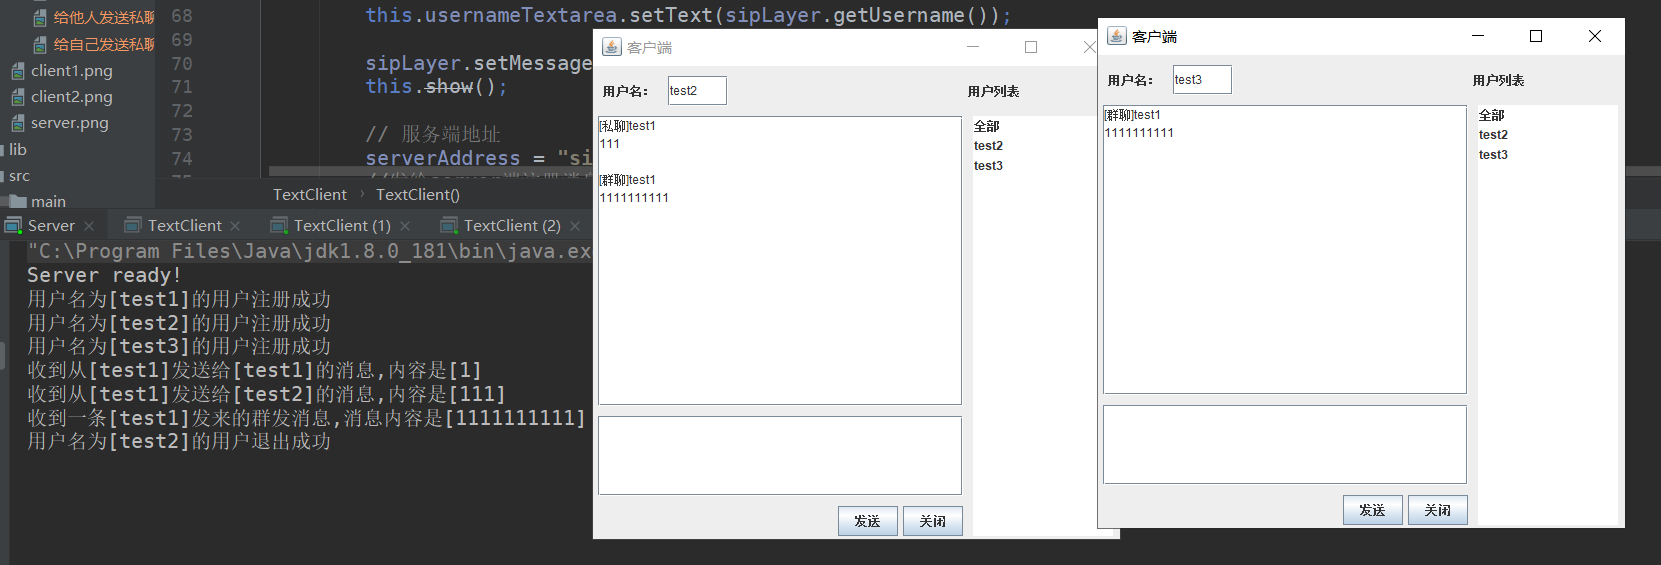 给他人发送私聊
给自己发送私聊
client1.png
client2.png
server.png
lib
src
main
68 this.usernameTextarea.setText(sipLayer.getUsername());
69
70 sipLayer.setMessage
71 this.show();
72
73 // 服务端地址
74 serverAddress = "si
TextClient › TextClient()
Server
TextClient
TextClient (1)
TextClient (2)
"C:\Program Files\Java\jdk1.8.0_181\bin\java.ex
Server ready!
用户名为[test1]的用户注册成功
用户名为[test2]的用户注册成功
用户名为[test3]的用户注册成功
收到从[test1]发送给[test1]的消息,内容是[1]
收到从[test1]发送给[test2]的消息,内容是[111]
收到一条[test1]发来的群发消息,消息内容是[1111111111]
用户名为[test2]的用户退出成功
客户端
用户名:
test2
用户列表
[私聊]test1
111
[群聊]test1
1111111111
全部
test2
test3
发送
关闭
客户端
用户名:
test3
用户列表
[群聊]test1
1111111111
全部
test2
test3
发送
关闭